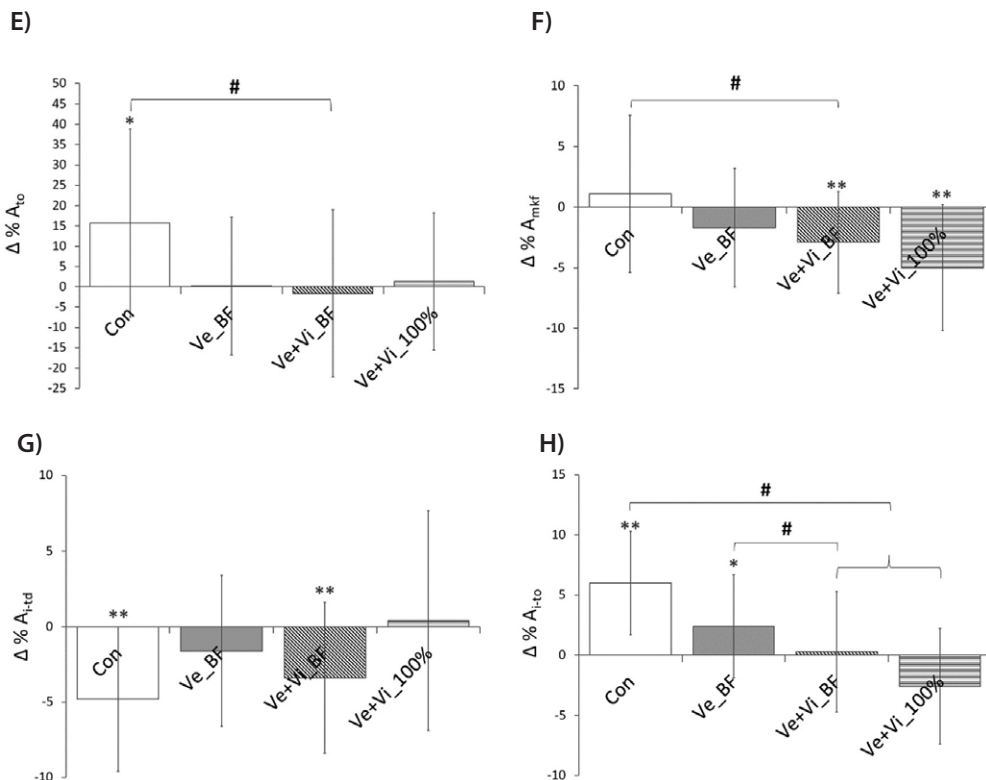 E)
#
50
45
40
35
30
25
20
15
10
5
0
-5
-10
-15
-20
-25
Δ % A_to
*
Con
Ve_BF
Ve+Vi_BF
Ve+Vi_100%
F)
#
10
5
0
-5
-10
-15
Δ % A_mkf
**
**
Con
Ve_BF
Ve+Vi_BF
Ve+Vi_100%
G)
10
5
0
-5
-10
Δ % A_i-td
**
**
Con
Ve_BF
Ve+Vi_BF
Ve+Vi_100%
H)
#
#
15
10
5
0
-5
-10
Δ % A_i-to
**
*
Con
Ve_BF
Ve+Vi_BF
Ve+Vi_100%